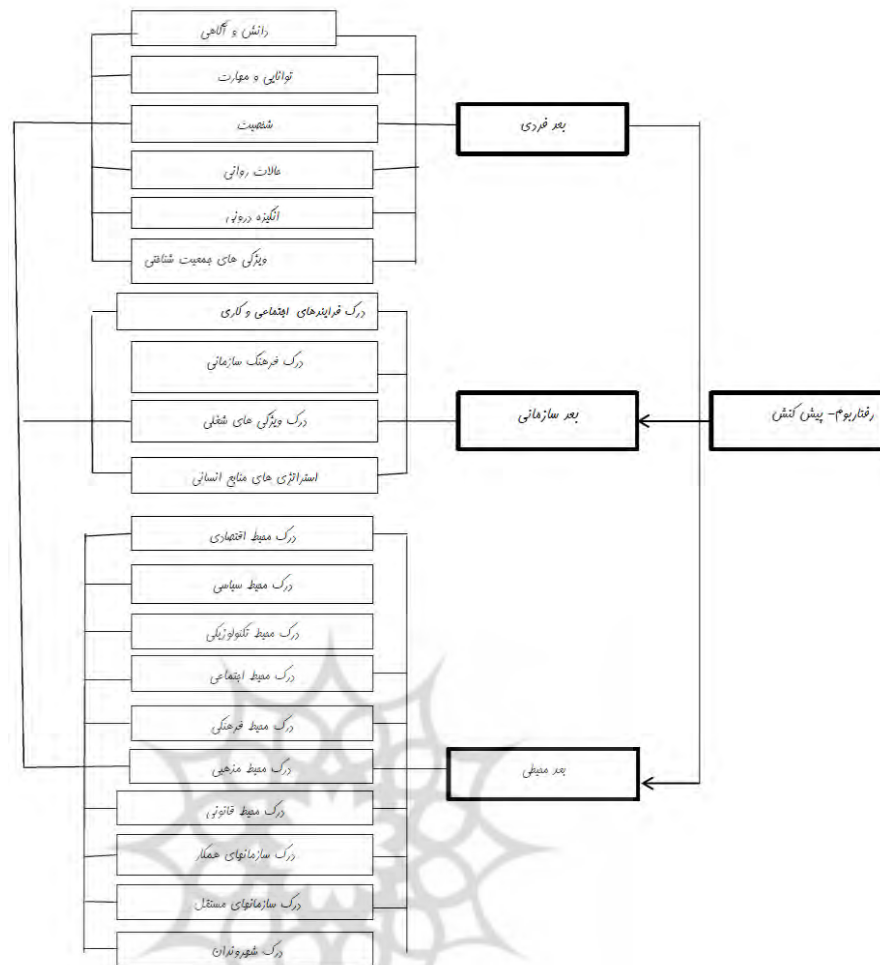 رفتاربوم- پیش کنش
بعد فردی
دانش و آگاهی
توانایی و مهارت
شخصیت
حالات روانی
انگیزه درونی
ویژگی های جمعیت شناختی
بعد سازمانی
درک فرایندهای اجتماعی و کاری
درک فرهنگ سازمانی
درک ویژگی های شغلی
استراتژی های منابع انسانی
بعد محیطی
درک محیط اقتصادی
درک محیط سیاسی
درک محیط تکنولوژیکی
درک محیط اجتماعی
درک محیط فرهنگی
درک محیط مذهبی
درک محیط قانونی
درک سازمانهای همکار
درک سازمانهای مستقل
درک شهروندان